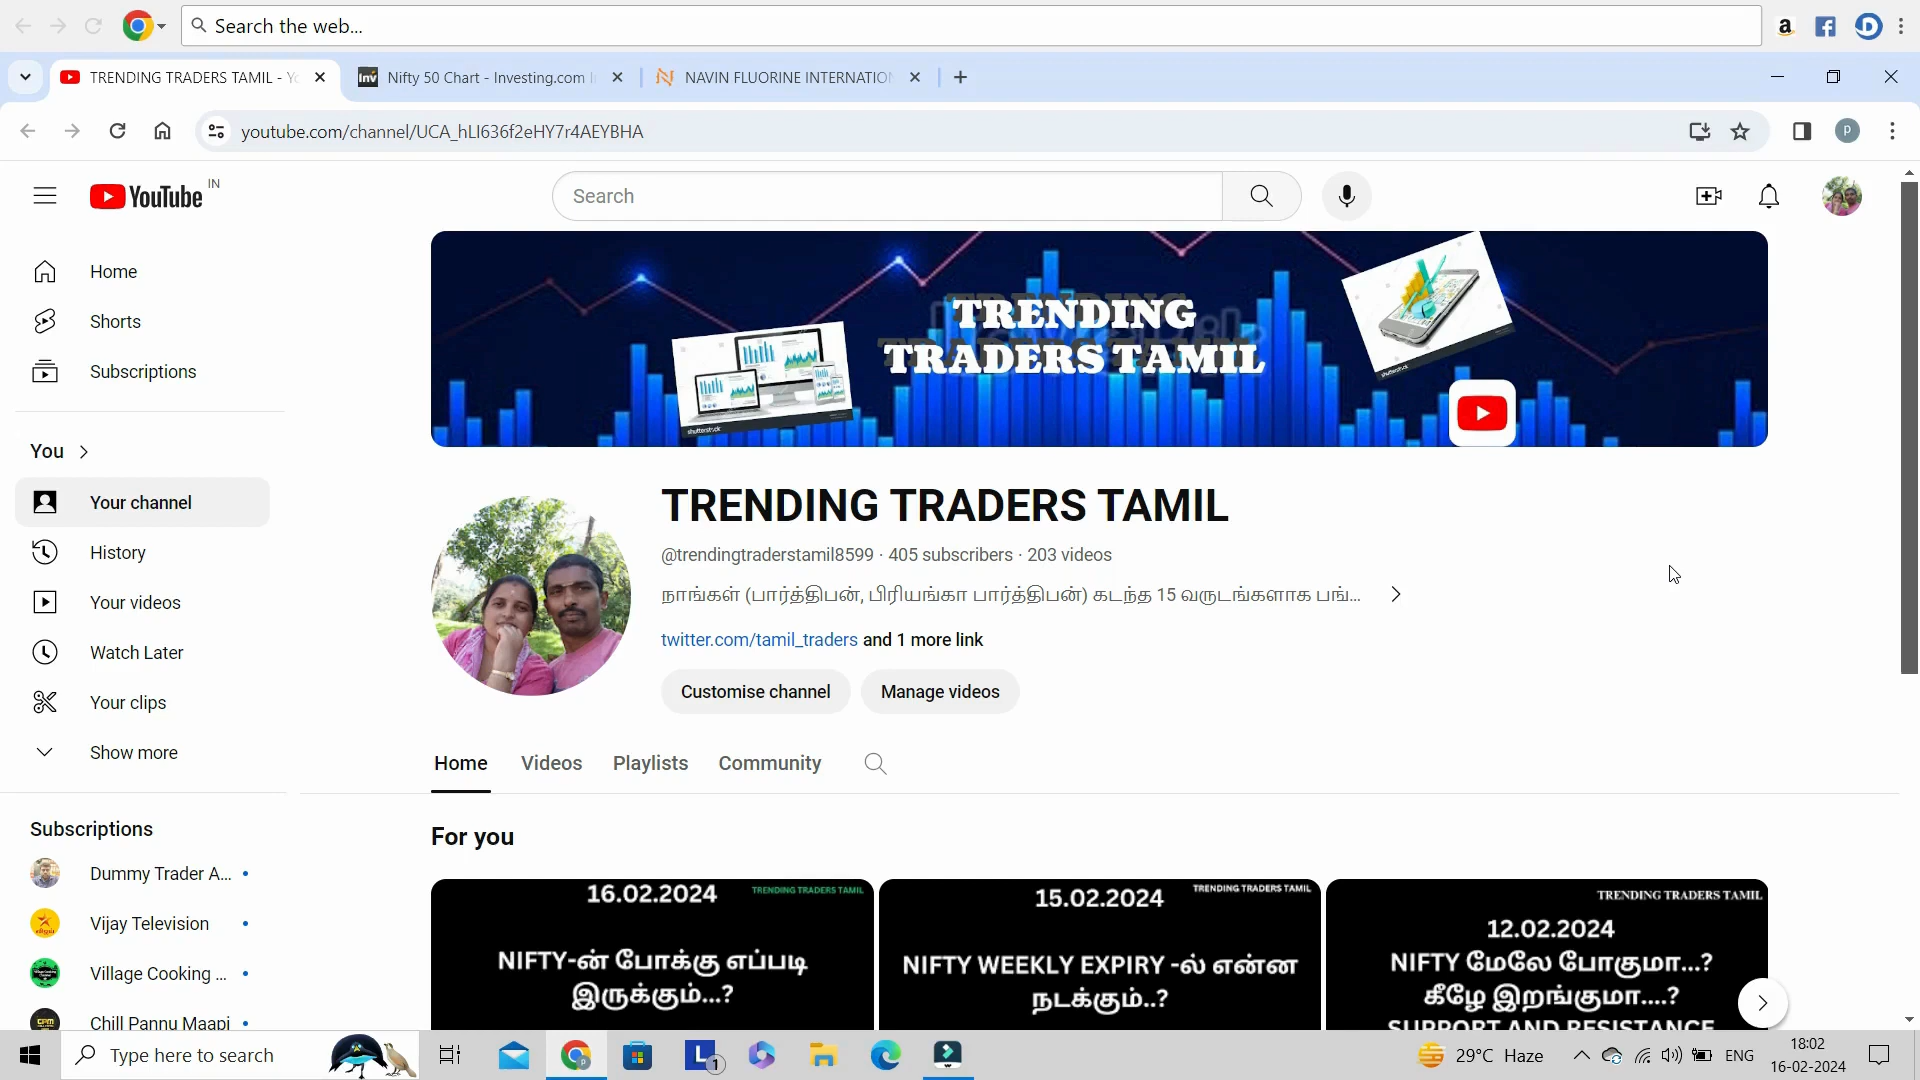 Search the web...
TRENDING TRADERS TAMIL - Yo
Nifty 50 Chart - Investing.com I
NAVIN FLUORINE INTERNATION
youtube.com/channel/UCA_hLI636f2eHY7r4AEYBHA
YouTube IN
Search
Home
Shorts
Subscriptions
You
Your channel
History
Your videos
Watch Later
Your clips
Show more
Subscriptions
Dummy Trader A...
Vijay Television
Village Cooking ...
Chill Pannu Maapi
TRENDING
TRADERS TAMIL
shutterstock
shutterstock
TRENDING TRADERS TAMIL
@trendingtraderstamil8599 · 405 subscribers · 203 videos
நாங்கள் (பார்த்திபன், பிரியங்கா பார்த்திபன்) கடந்த 15 வருடங்களாக பங்...
twitter.com/tamil_traders and 1 more link
Customise channel
Manage videos
Home Videos Playlists Community
For you
16.02.2024
TRENDING TRADERS TAMIL
NIFTY-ன் போக்கு எப்படி
இருக்கும்...?
TRENDING TRADERS TAMIL
15.02.2024
NIFTY WEEKLY EXPIRY -ல் என்ன
நடக்கும்..?
TRENDING TRADERS TAMIL
12.02.2024
NIFTY மேலே போகுமா...?
கீழே இறங்குமா....?
SUPPORT AND RESISTANCE
Type here to search
29°C Haze
ENG
18:02
16-02-2024